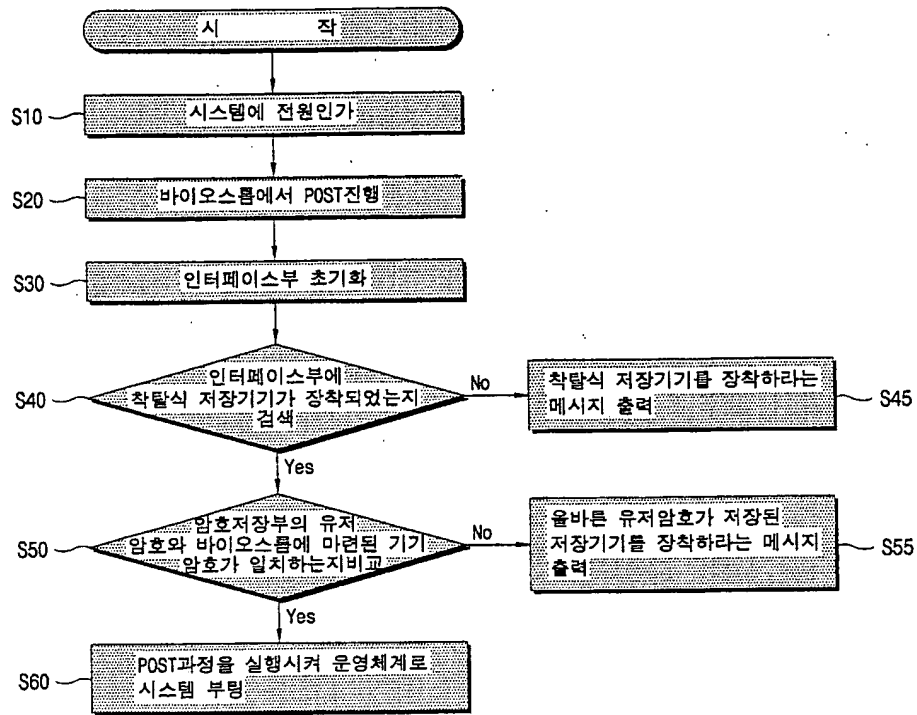 시 작
S10
시스템에 전원인가
S20
바이오스롬에서 POST진행
S30
인터페이스부 초기화
S40
인터페이스부에
착탈식 저장기기가 장착되었는지
검색
No
착탈식 저장기기를 장착하라는
메시지 출력
S45
Yes
S50
암호저장부의 유저
암호와 바이오스롬에 마련된 기기
암호가 일치하는지비교
No
올바른 유저암호가 저장된
저장기기를 장착하라는 메시지
출력
S55
Yes
S60
POST과정을 실행시켜 운영체계로
시스템 부팅